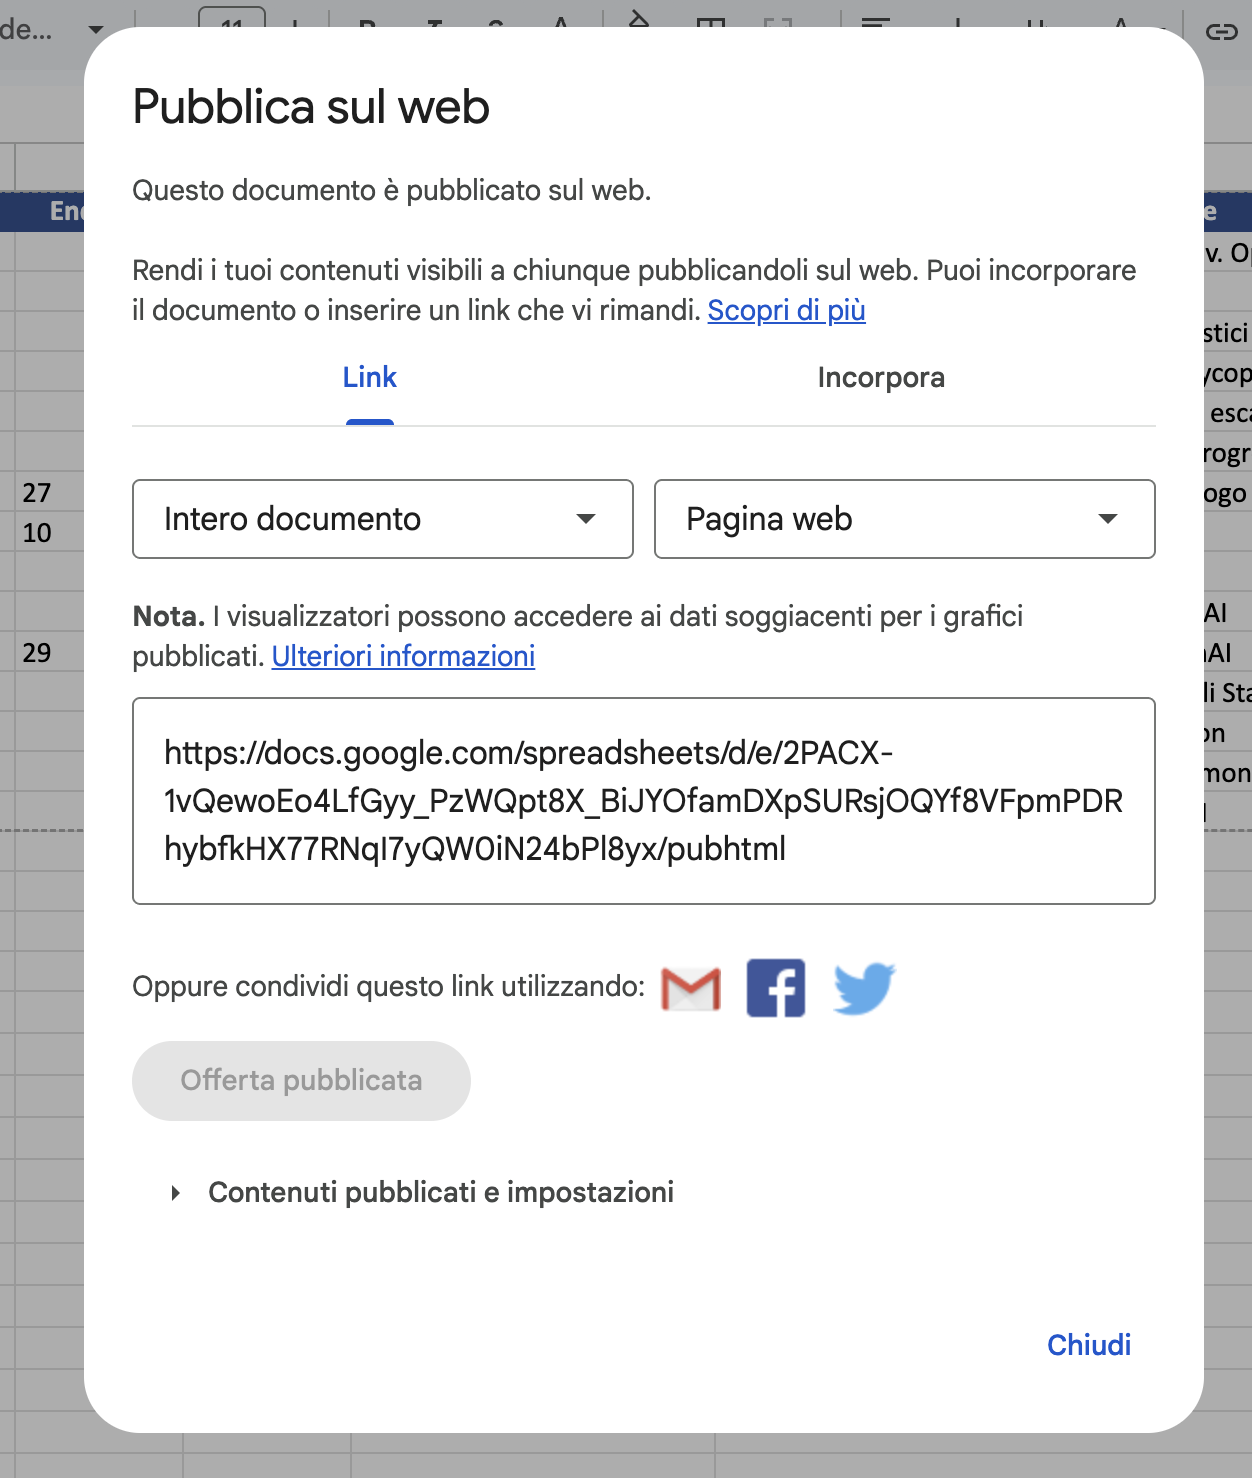 de...
11
Pubblica sul web
Questo documento è pubblicato sul web.
Rendi i tuoi contenuti visibili a chiunque pubblicandoli sul web. Puoi incorporare
il documento o inserire un link che vi rimandi. Scopri di più
Link
Incorpora
Intero documento
Pagina web
Nota. I visualizzatori possono accedere ai dati soggiacenti per i grafici
pubblicati. Ulteriori informazioni
https://docs.google.com/spreadsheets/d/e/2PACX-
1vQewoEo4LfGyy_PzWQpt8X_BiJYOfamDXpSURsjOQYf8VFpmPDR
hybfkHX77RNqI7yQW0iN24bPl8yx/pubhtml
Oppure condividi questo link utilizzando:
Offerta pubblicata
Contenuti pubblicati e impostazioni
Chiudi
27
10
29